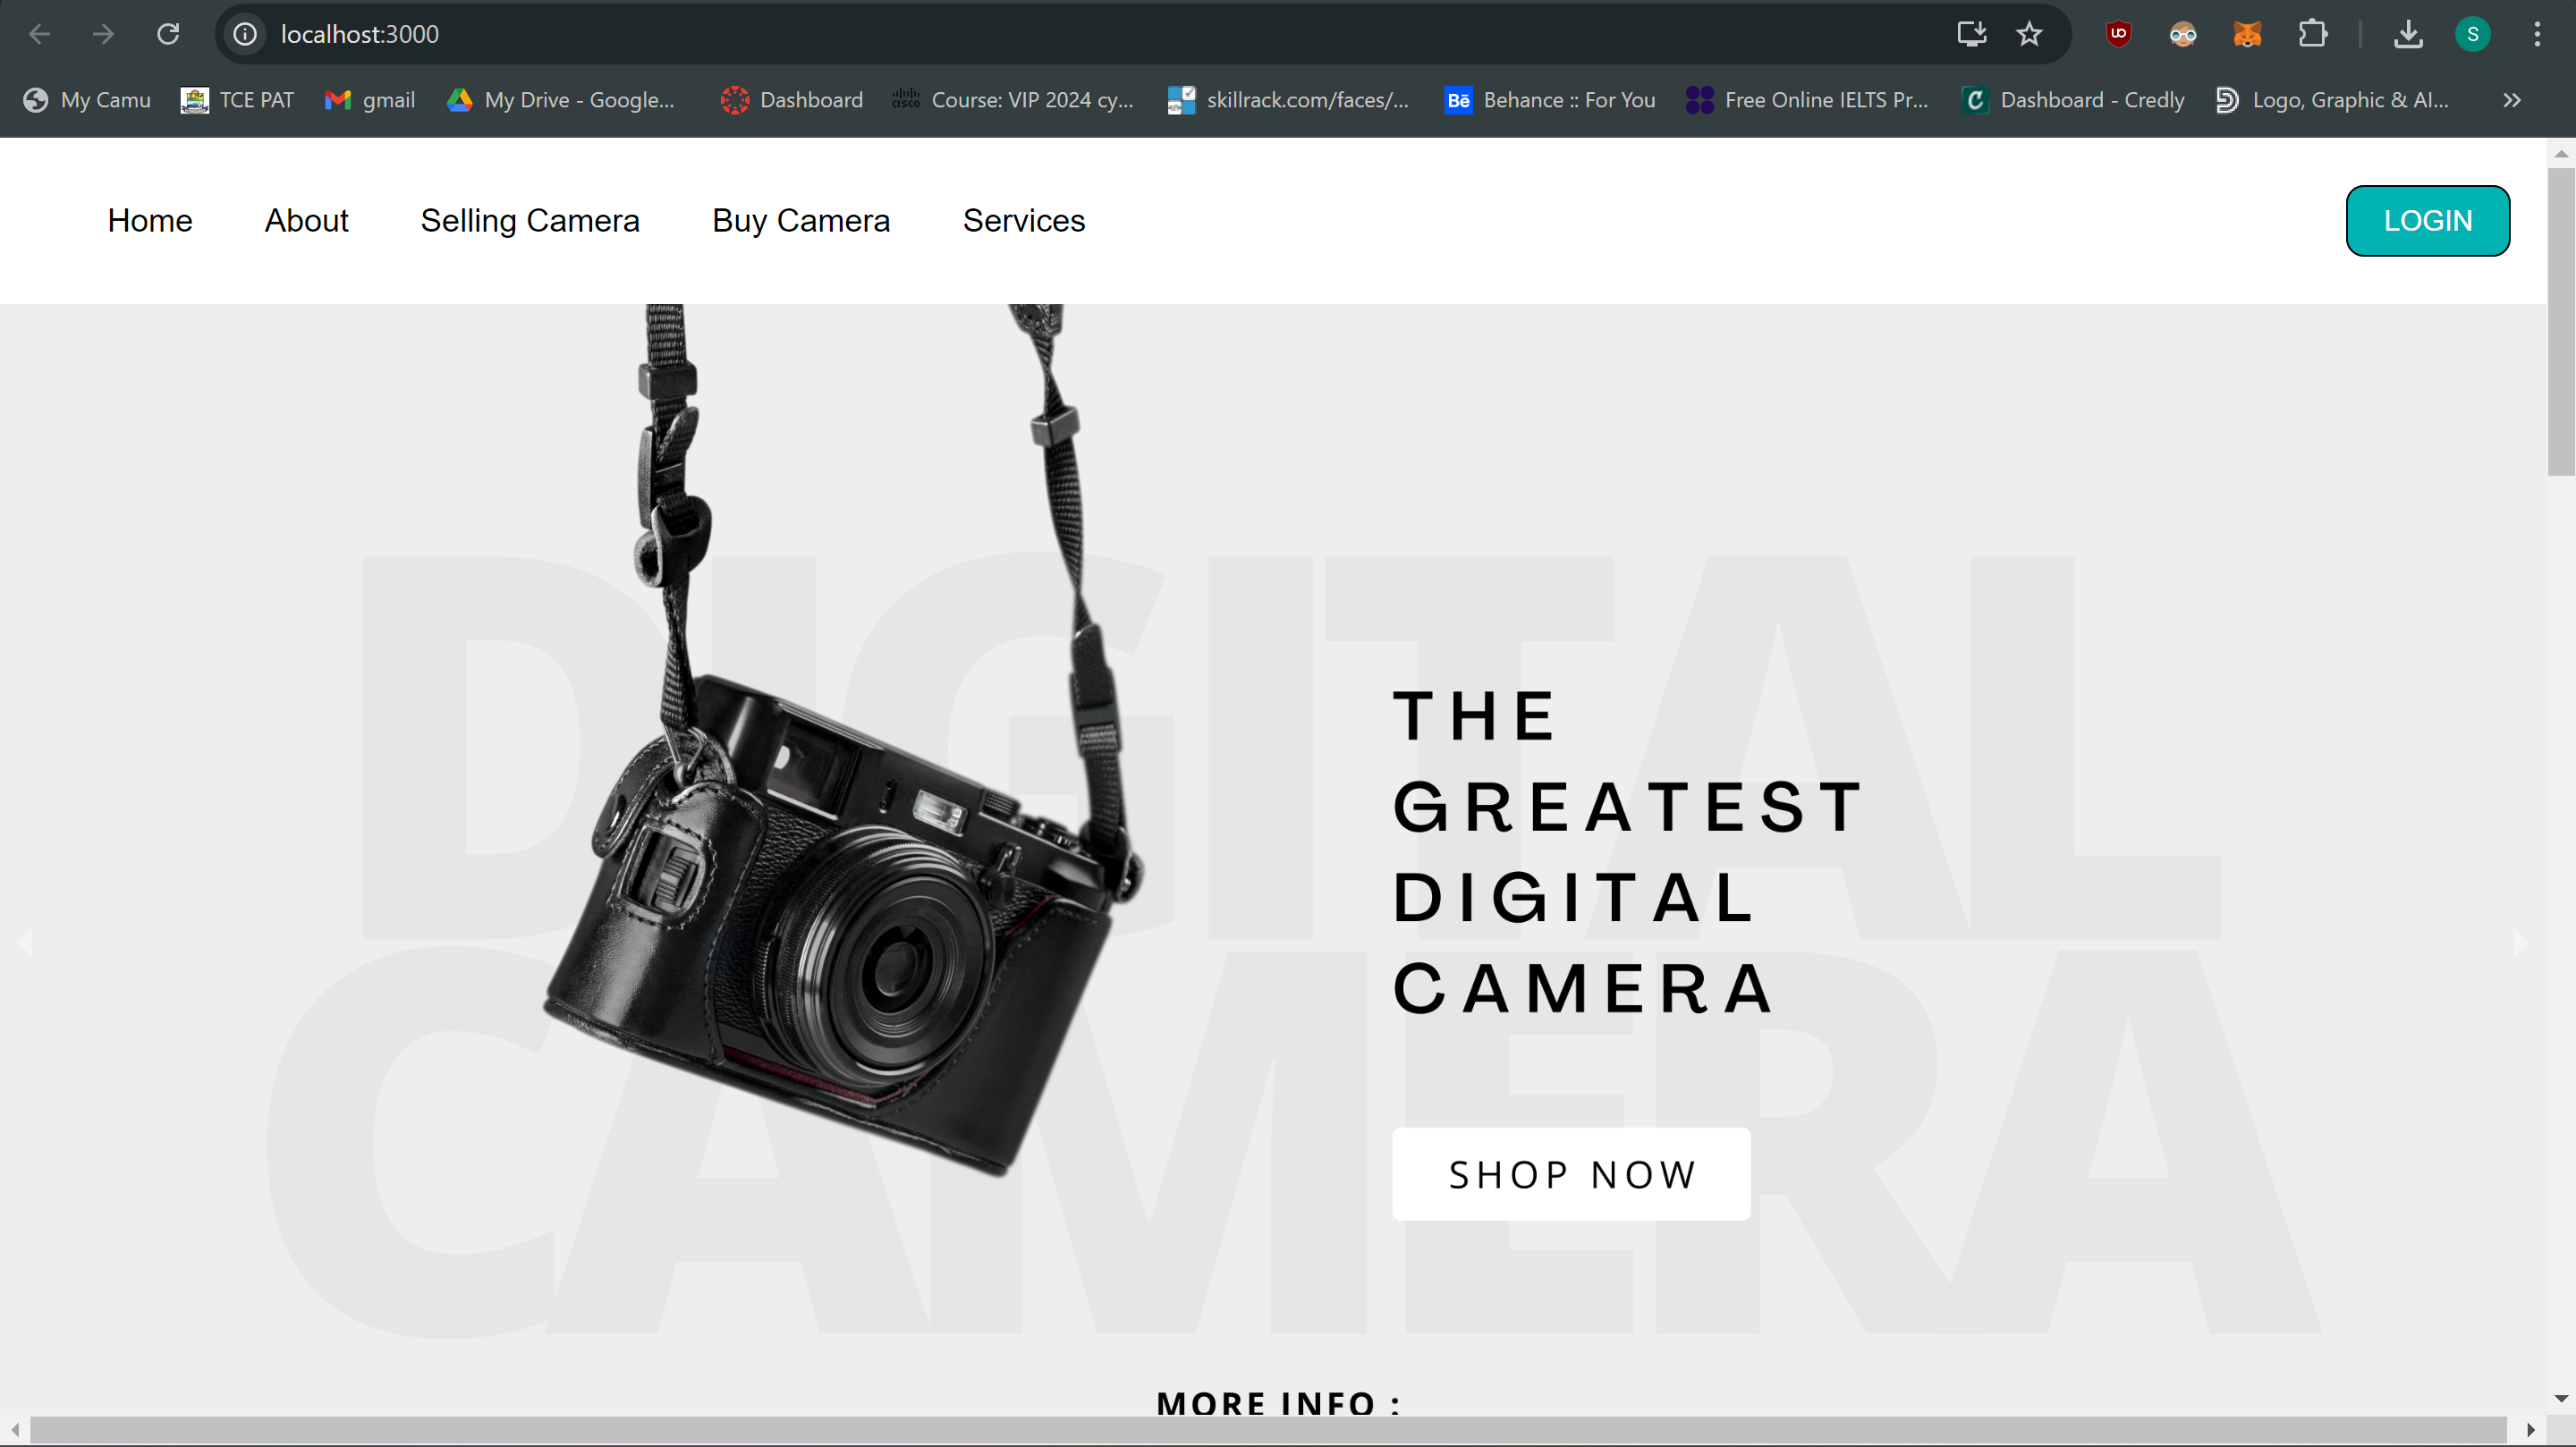 localhost:3000
S
My Camu
TCE PAT
gmail
My Drive - Google...
Dashboard
cisco
Course: VIP 2024 cy...
skillrack.com/faces/...
Bē
Behance :: For You
Free Online IELTS Pr...
C
Dashboard - Credly
Logo, Graphic & AI...
Home
About
Selling Camera
Buy Camera
Services
LOGIN
DIGITAL
CAMERA
THE
GREATEST
DIGITAL
CAMERA
SHOP NOW
MORE INFO :